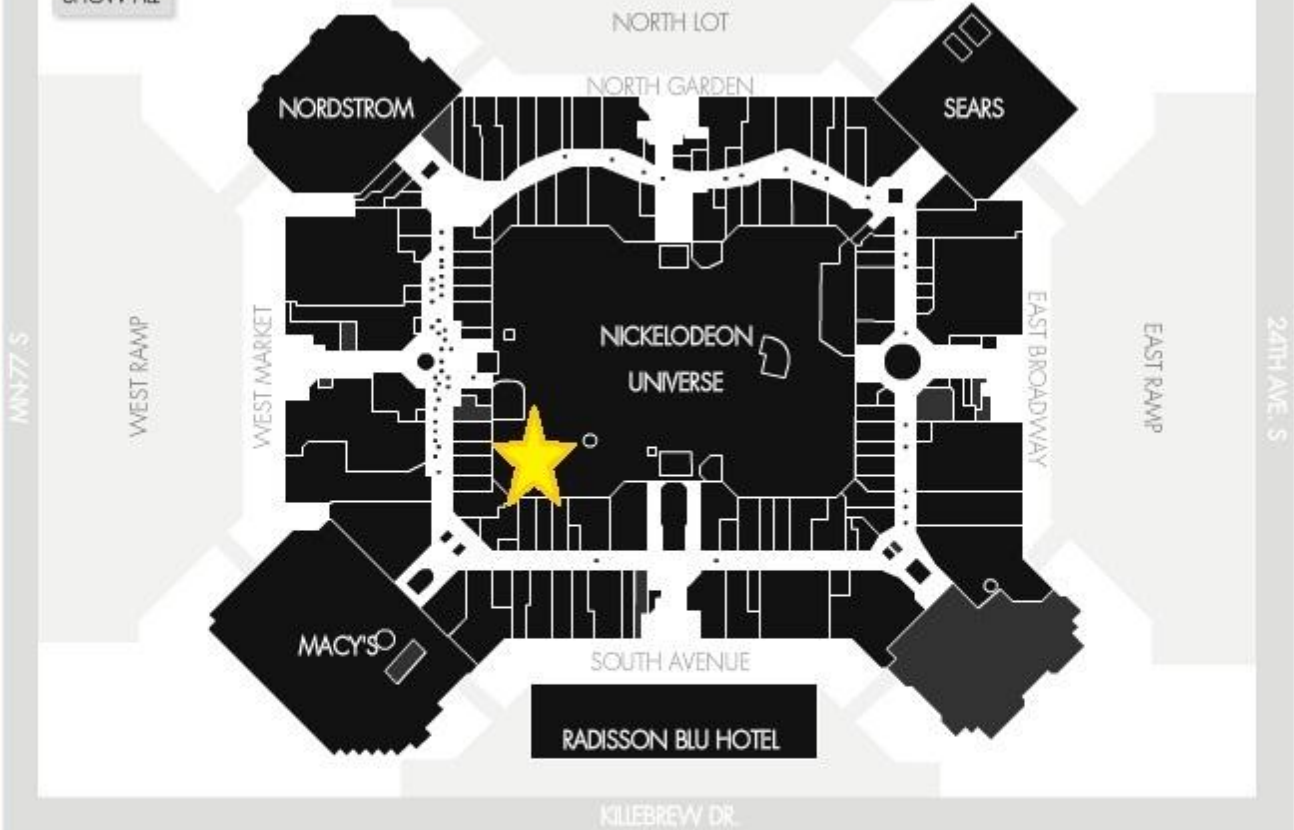 NORTH LOT
NORTH GARDEN
NORDSTROM
SEARS
NICKELODEON
UNIVERSE
WEST RAMP
WEST MARKET
EAST BROADWAY
EAST RAMP
MN-77 S
24TH AVE. S
MACY'S
SOUTH AVENUE
RADISSON BLU HOTEL
KILLEBREW DR.